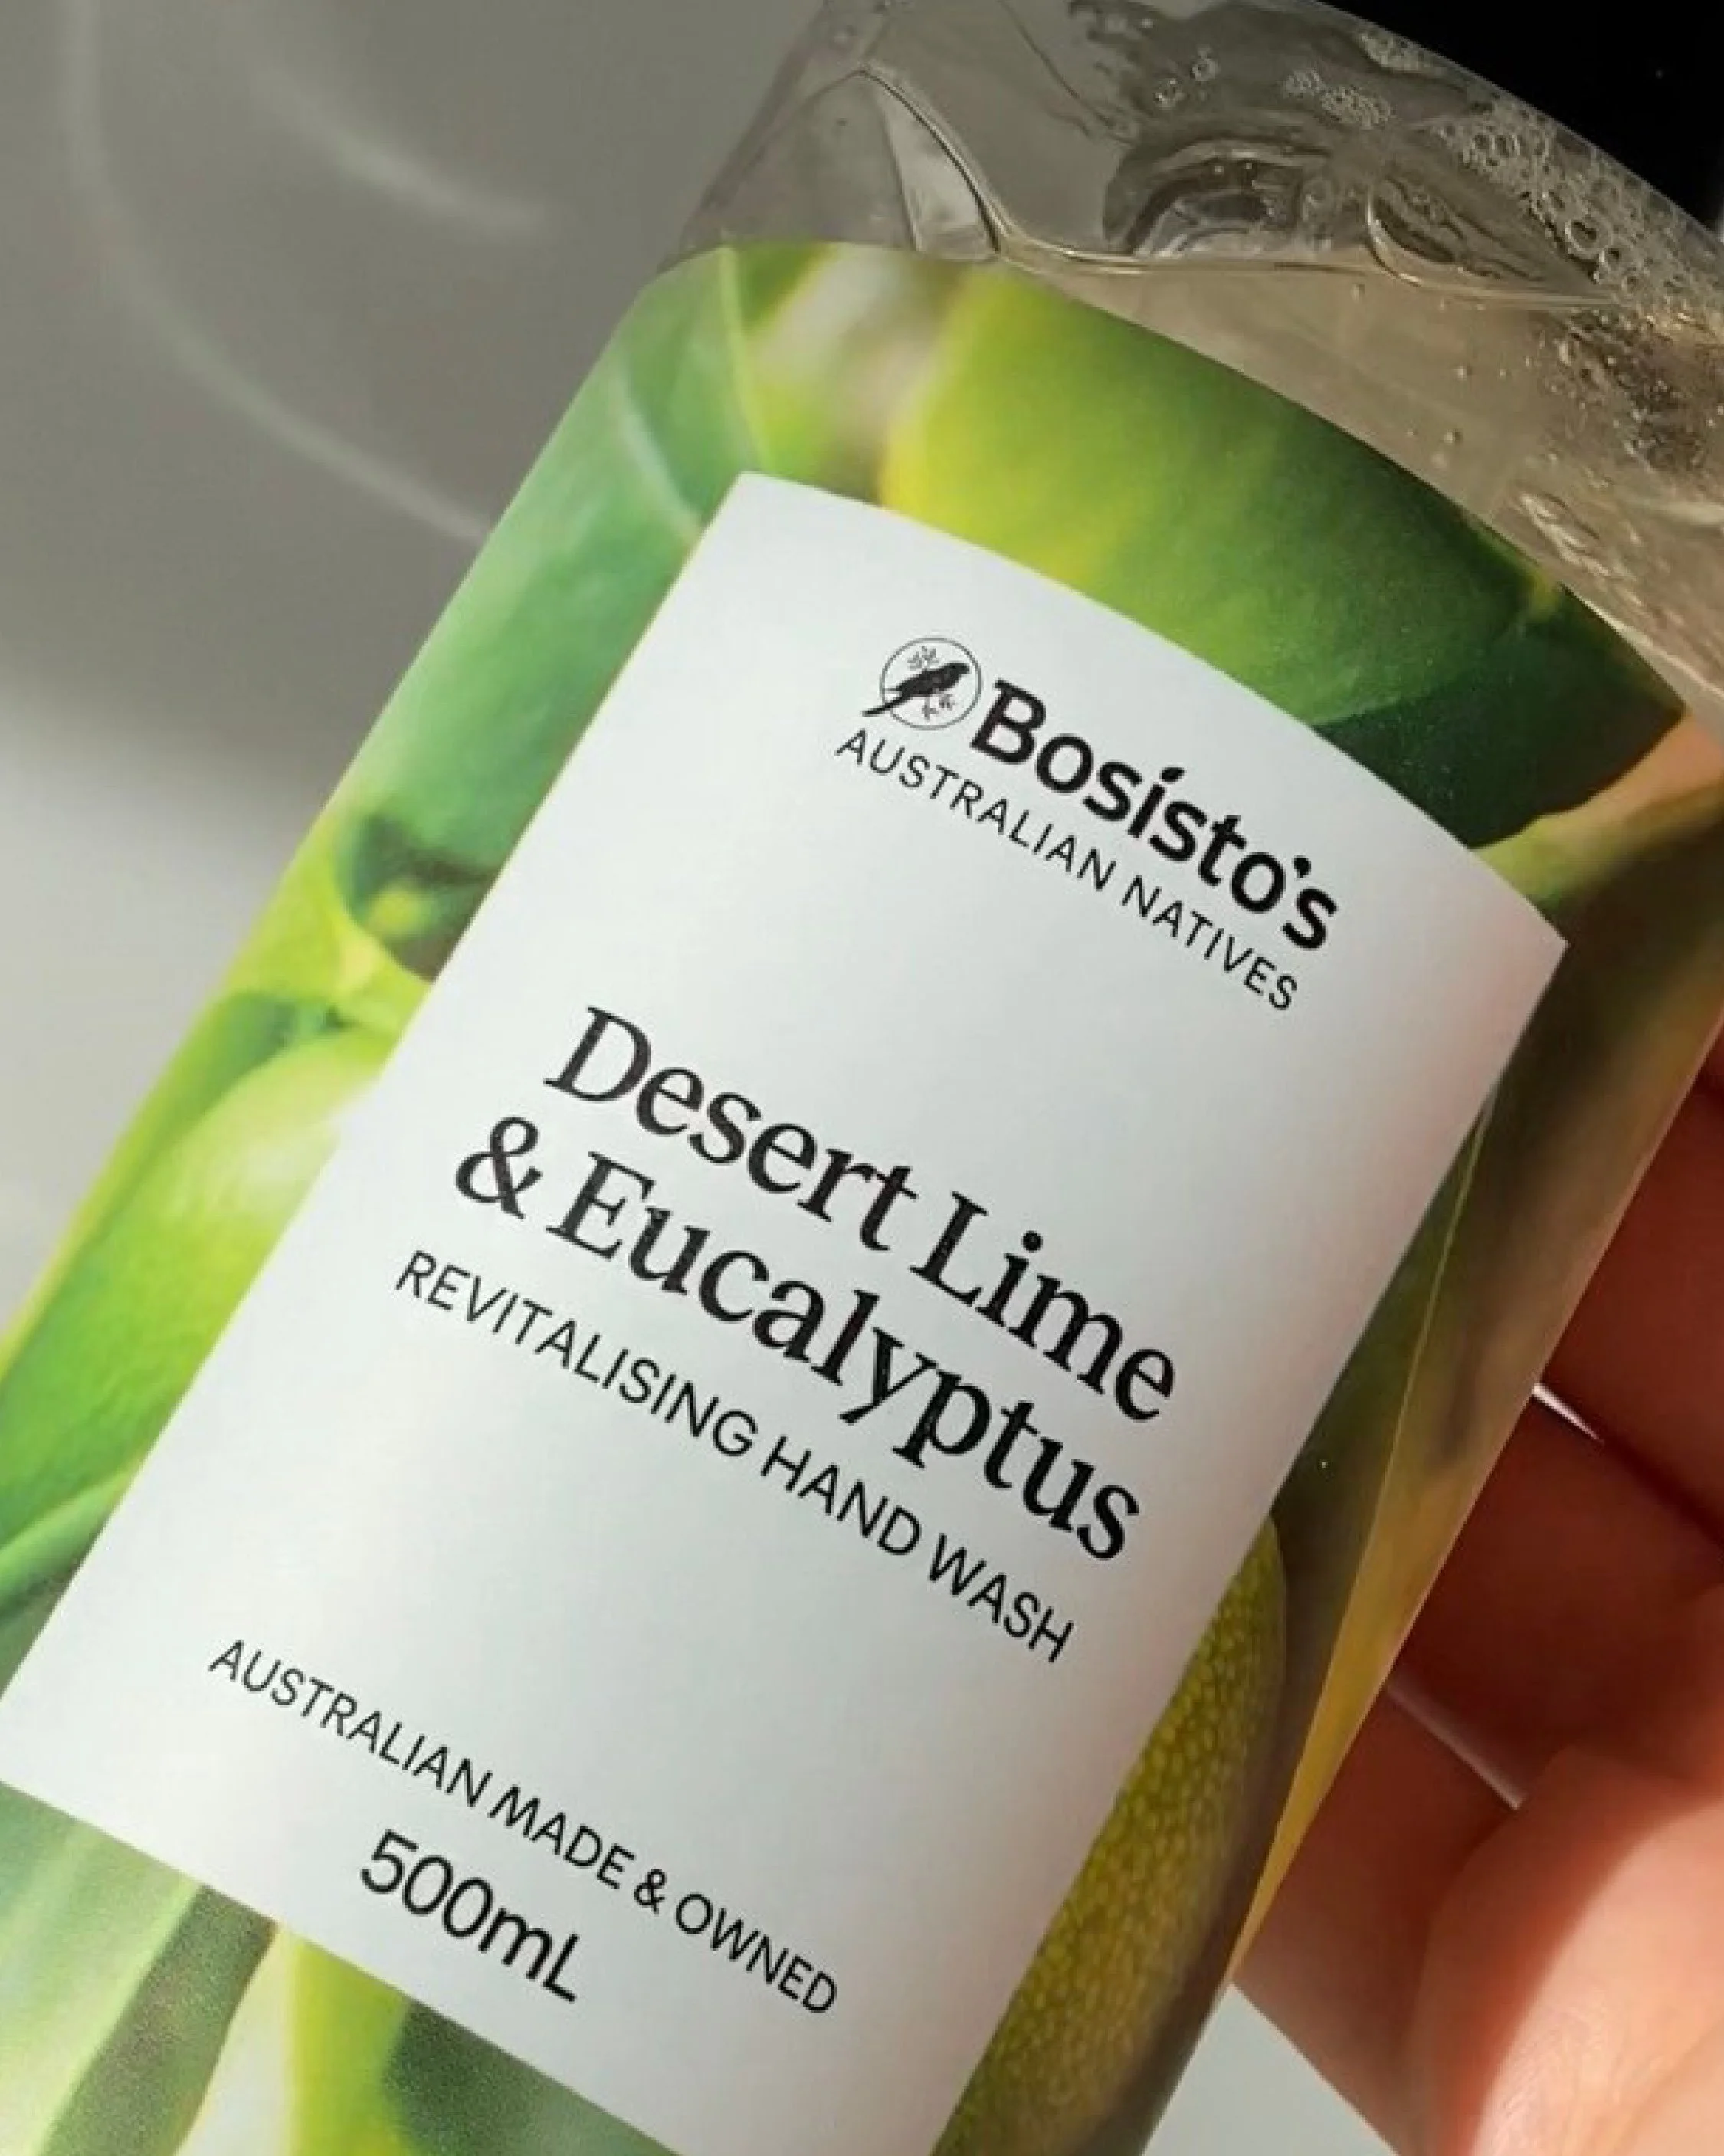 Bosisto's
AUSTRALIAN NATIVES
Desert Lime
& Eucalyptus
REVITALISING HAND WASH
AUSTRALIAN MADE & OWNED
500mL